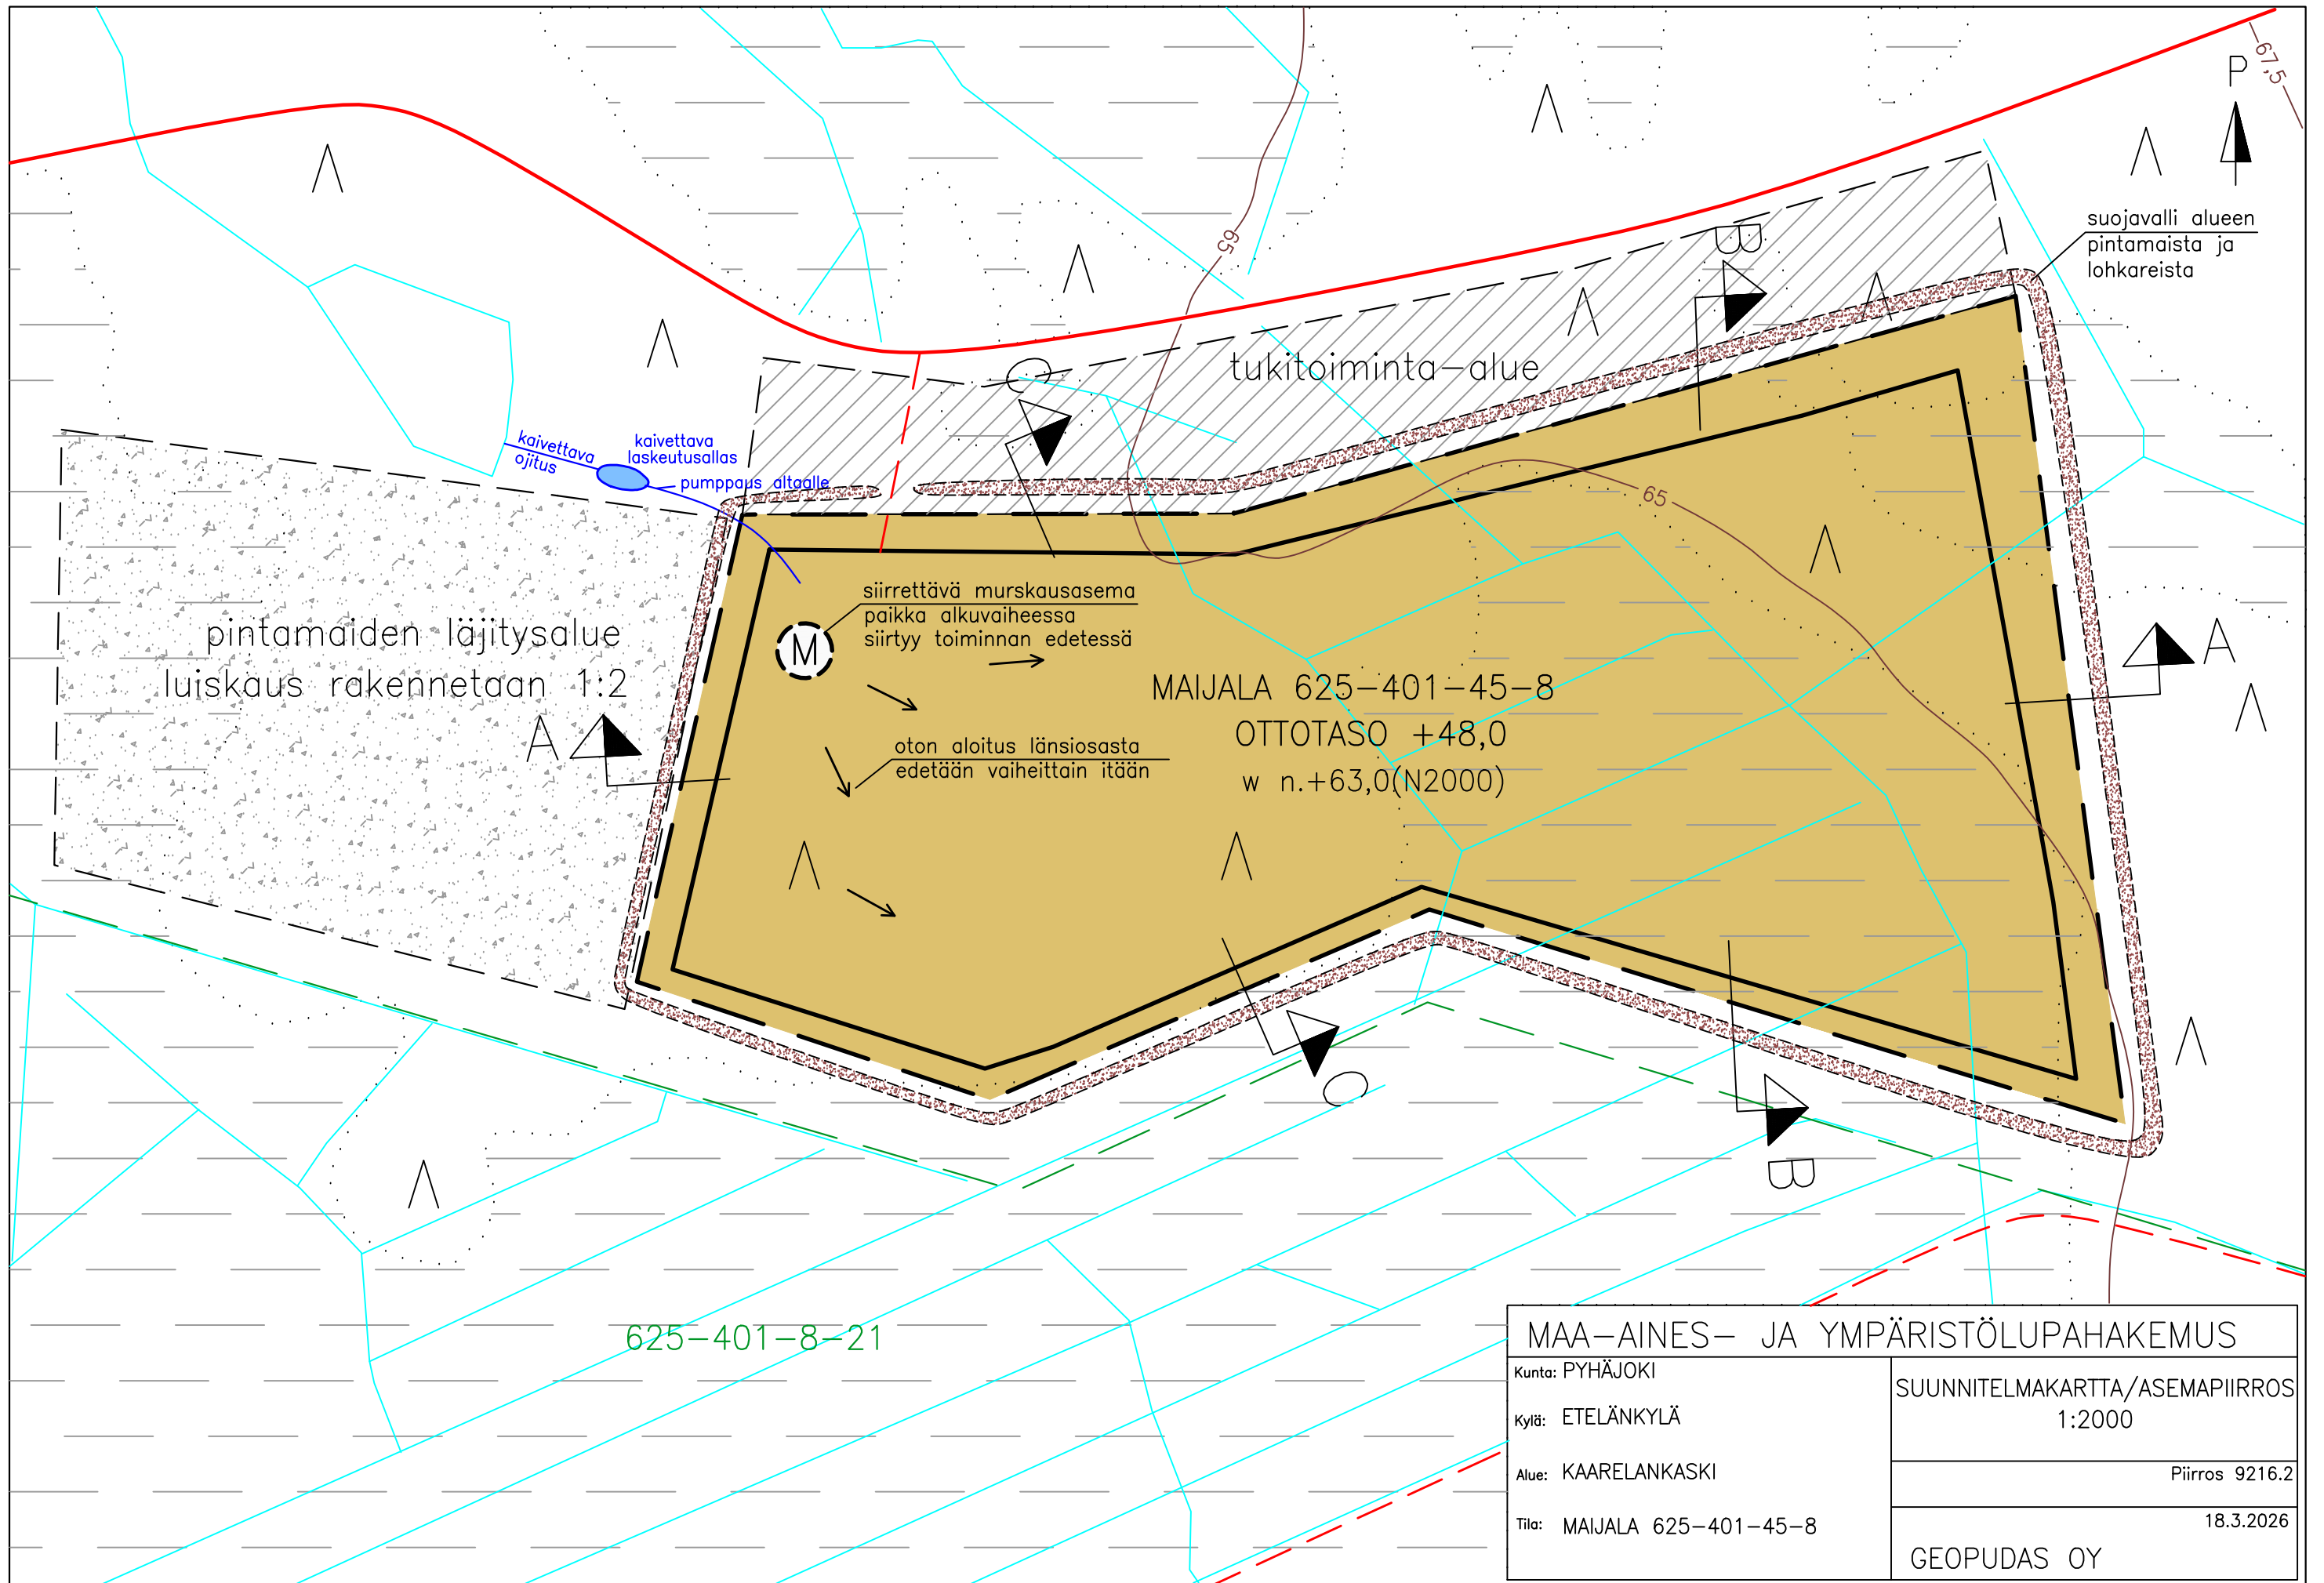 67,5
P
suojavalli alueen
pintamaista ja
lohkareista
65
B
C
tukitoiminta-alue
kaivettava
ojitus
kaivettava
laskeutusallas
pumppaus altaalle
65
siirrettävä murskausasema
paikka alkuvaiheessa
siirtyy toiminnan edetessä
M
pintamaiden läjitysalue
luiskaus rakennetaan 1:2
A
A
MAIJALA 625-401-45-8
OTTOTASO +48,0
w n.+63,0(N2000)
oton aloitus länsiosasta
edetään vaiheittain itään
C
B
625-401-8-21
MAA-AINES- JA YMPÄRISTÖLUPAHAKEMUS
Kunta: PYHÄJOKI
Kylä: ETELÄNKYLÄ
Alue: KAARELANKASKI
Tila: MAIJALA 625-401-45-8
SUUNNITELMAKARTTA/ASEMAPIIRROS
1:2000
Piirros 9216.2
18.3.2026
GEOPUDAS OY